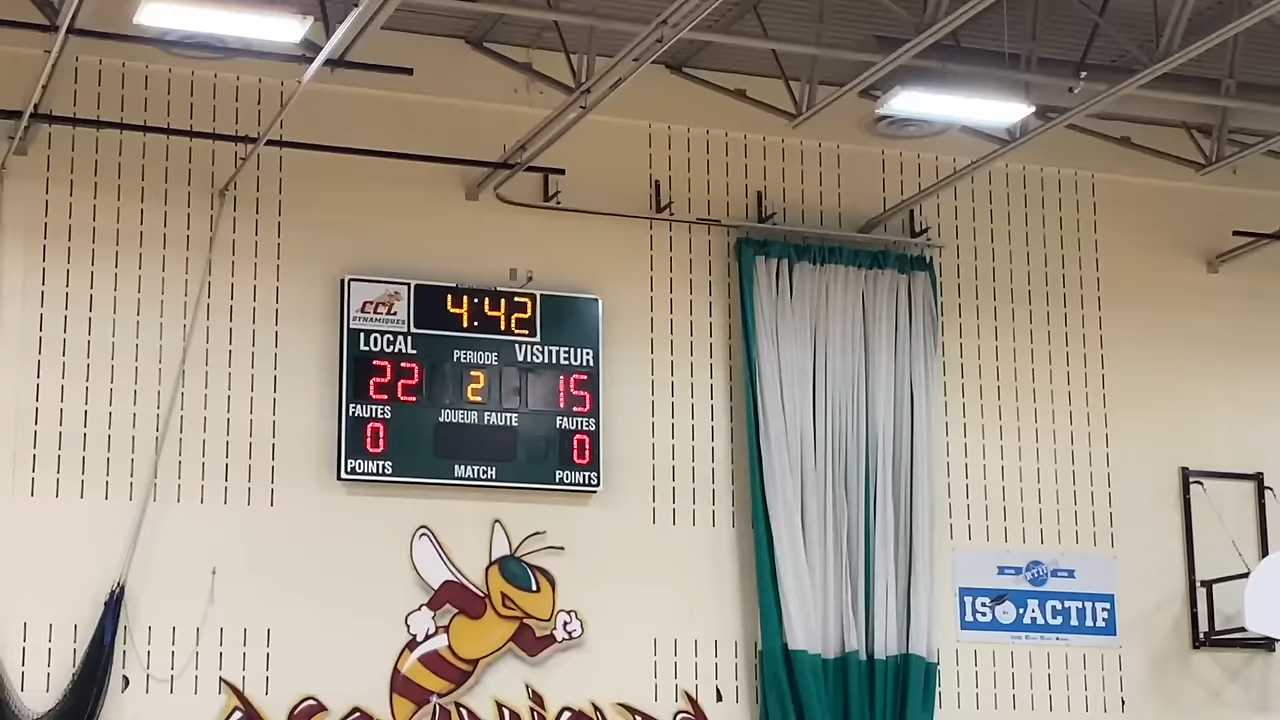 CCL
DYNAMIQUES
4:42
LOCAL
PERIODE
VISITEUR
22
2
15
FAUTES
JOUEUR FAUTE
FAUTES
0
0
POINTS
MATCH
POINTS
ISO-ACTIF